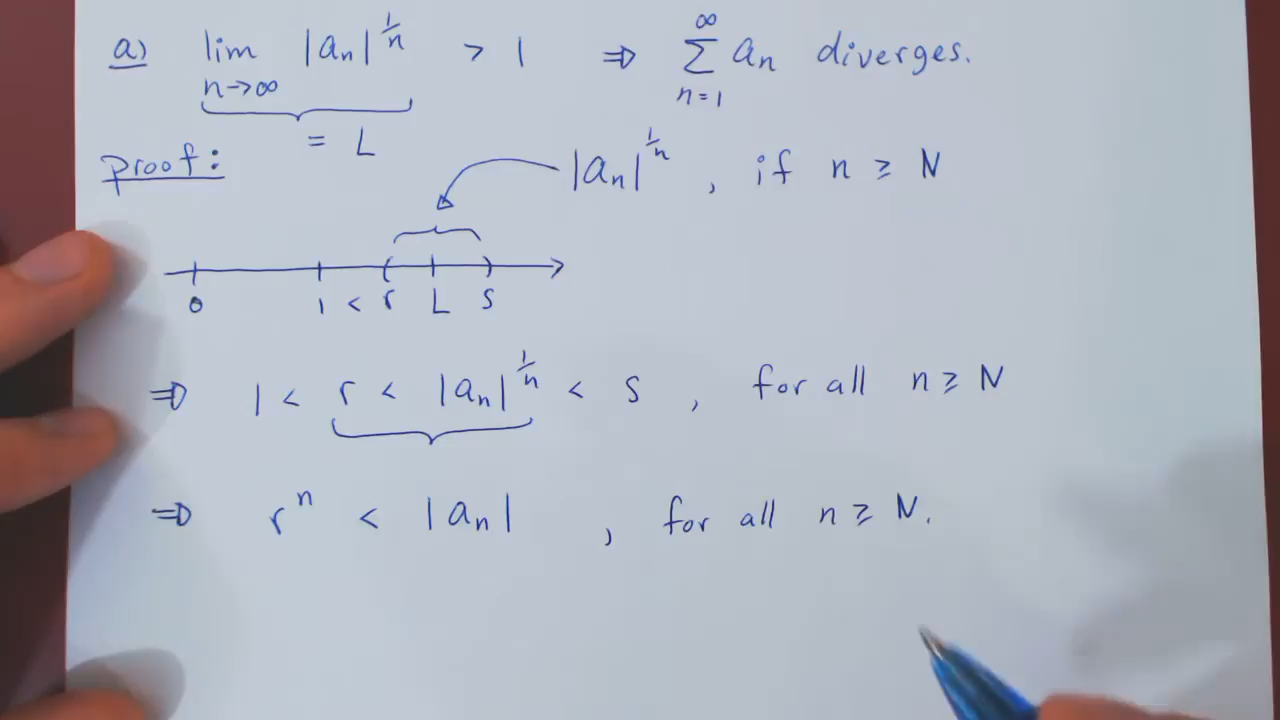 a) lim n→∞ |aₙ|^(1/n) > 1 ⇒ ∑ n=1 ∞ aₙ diverges.
= L
proof:
|aₙ|^(1/n) , if n ≥ N
0 1 < r L s
⇒ 1 < r < |aₙ|^(1/n) < s , for all n ≥ N
⇒ rⁿ < |aₙ| , for all n ≥ N.